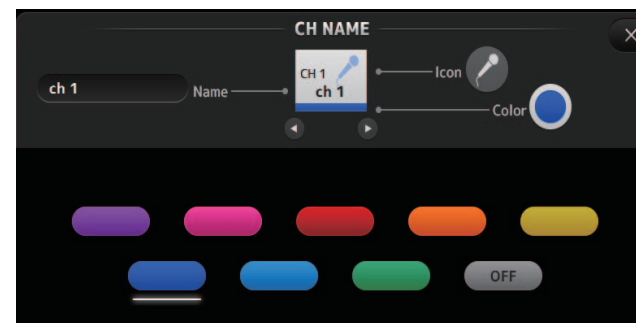 CH NAME
ch 1
Name
CH 1
ch 1
Icon
Color
OFF